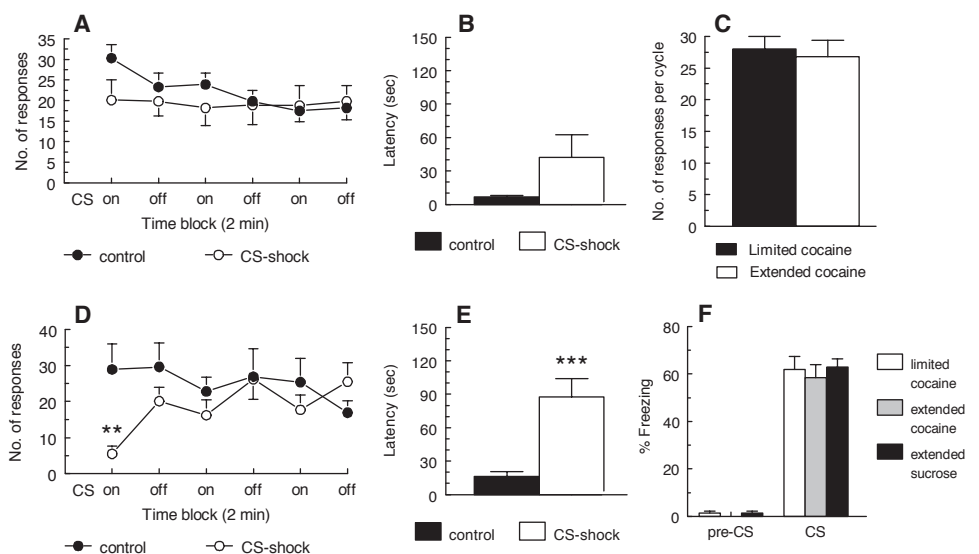 A
No. of responses
35
30
25
20
15
10
5
0
CS on off on off on off
Time block (2 min)
control CS-shock
B
Latency (sec)
150
120
90
60
30
0
control CS-shock
C
No. of responses per cycle
30
25
20
15
10
5
0
Limited cocaine
Extended cocaine
D
No. of responses
40
30
20
10
0
**
CS on off on off on off
Time block (2 min)
control CS-shock
E
Latency (sec)
150
120
90
60
30
0
***
control CS-shock
F
% Freezing
80
60
40
20
0
pre-CS CS
limited
cocaine
extended
cocaine
extended
sucrose